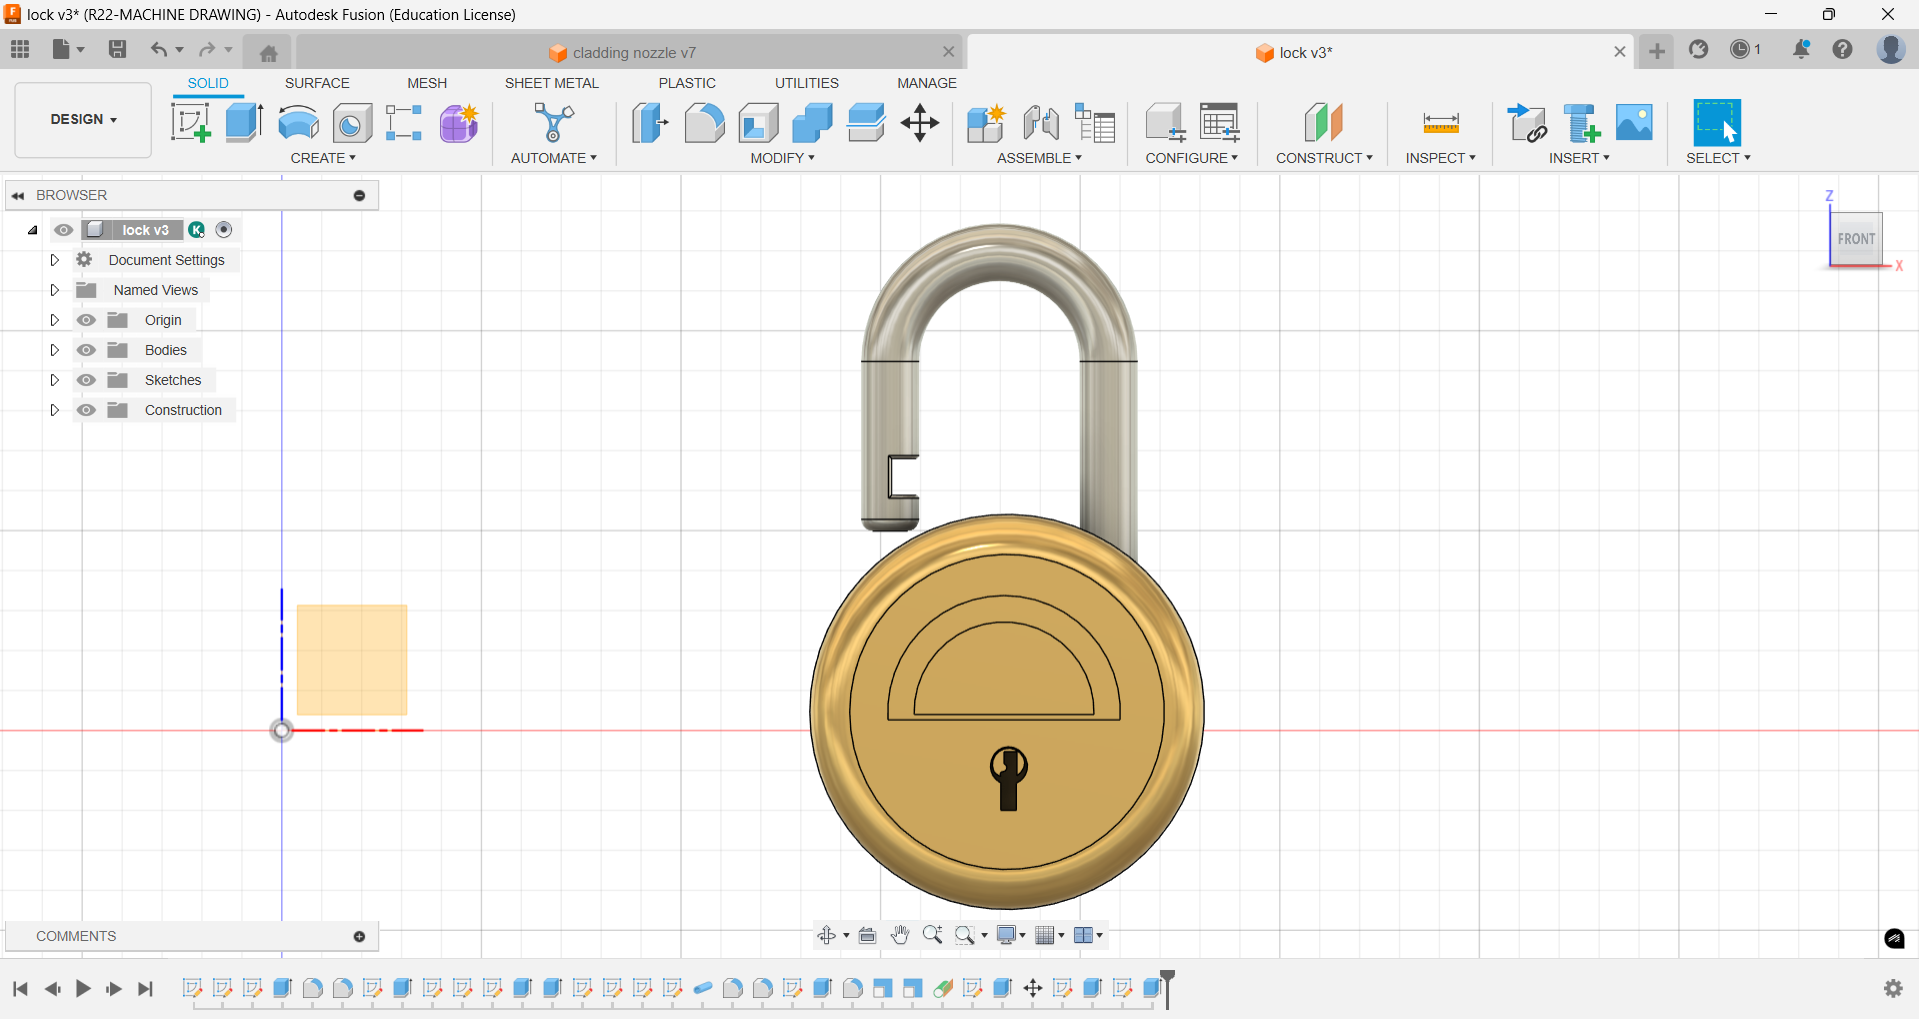 lock v3* (R22-MACHINE DRAWING) - Autodesk Fusion (Education License)
cladding nozzle v7
lock v3*
1
SOLID
SURFACE
MESH
SHEET METAL
PLASTIC
UTILITIES
MANAGE
DESIGN
CREATE
AUTOMATE
MODIFY
ASSEMBLE
CONFIGURE
CONSTRUCT
INSPECT
INSERT
SELECT
BROWSER
lock v3
K
Document Settings
Named Views
Origin
Bodies
Sketches
Construction
Z
FRONT
X
COMMENTS